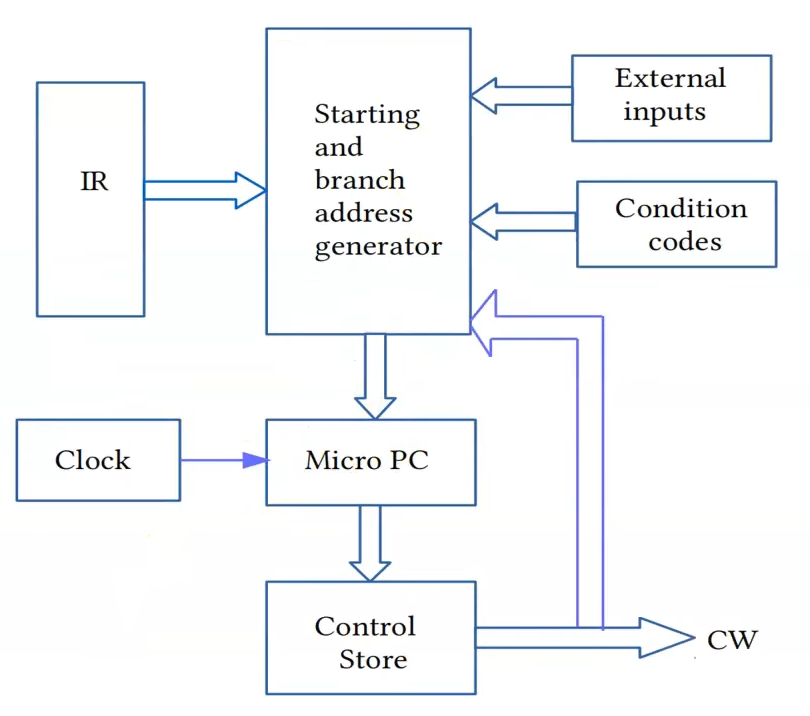 External
inputs
Starting
and
branch
address
generator
IR
Condition
codes
Clock
Micro PC
Control
Store
CW